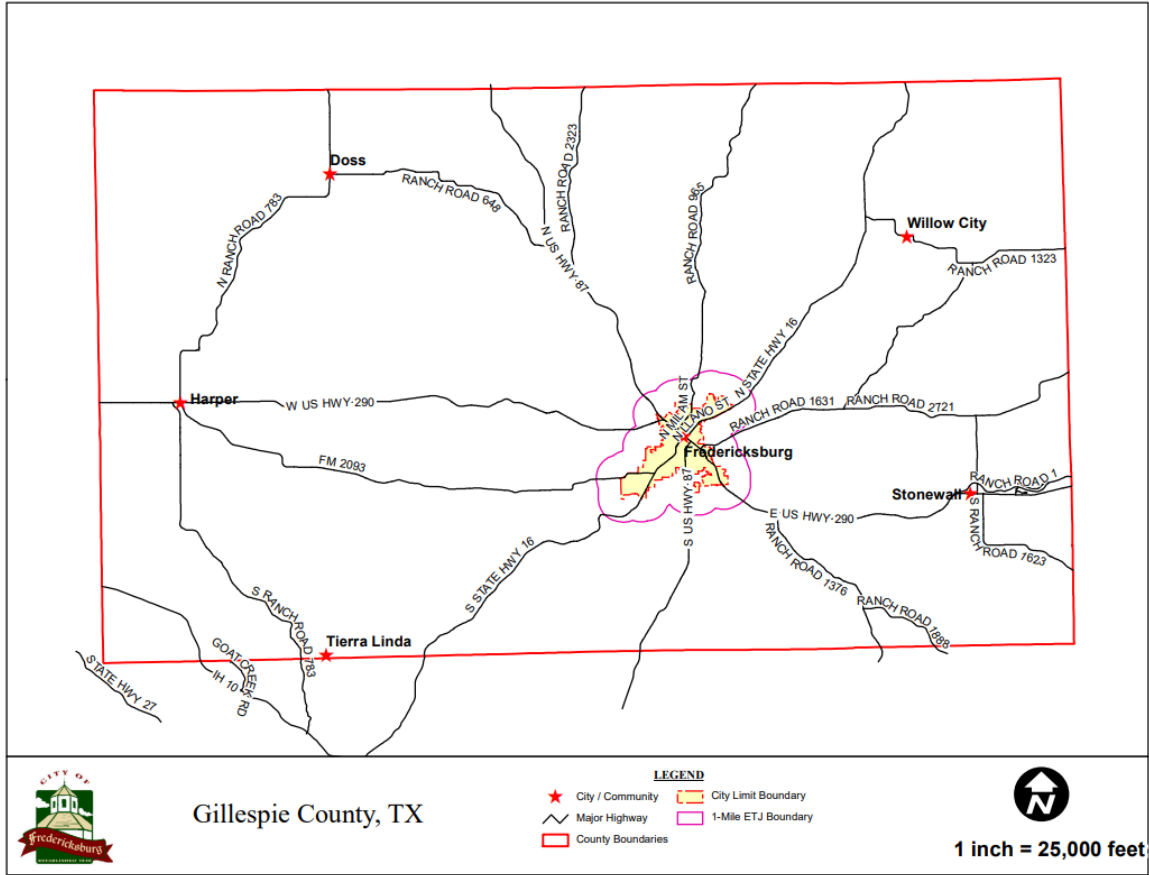 Doss
RANCH ROAD 648
N RANCH ROAD 783
N US HWY 87
RANCH ROAD 2323
RANCH ROAD 965
Willow City
RANCH ROAD 1323
N STATE HWY 16
Harper
W US HWY 290
N MILAM ST
N LLANO ST
RANCH ROAD 1631
RANCH ROAD 2721
Fredericksburg
FM 2093
S US HWY 87
Stonewall
RANCH ROAD 1
E US HWY 290
S RANCH ROAD 1623
RANCH ROAD 1376
RANCH ROAD 1888
S STATE HWY 16
S RANCH ROAD 783
Tierra Linda
GOAT CREEK RD
IH 10
STATE HWY 27
CITY OF
Fredericksburg
Gillespie County, TX
LEGEND
City / Community
City Limit Boundary
Major Highway
1-Mile ETJ Boundary
County Boundaries
N
1 inch = 25,000 feet